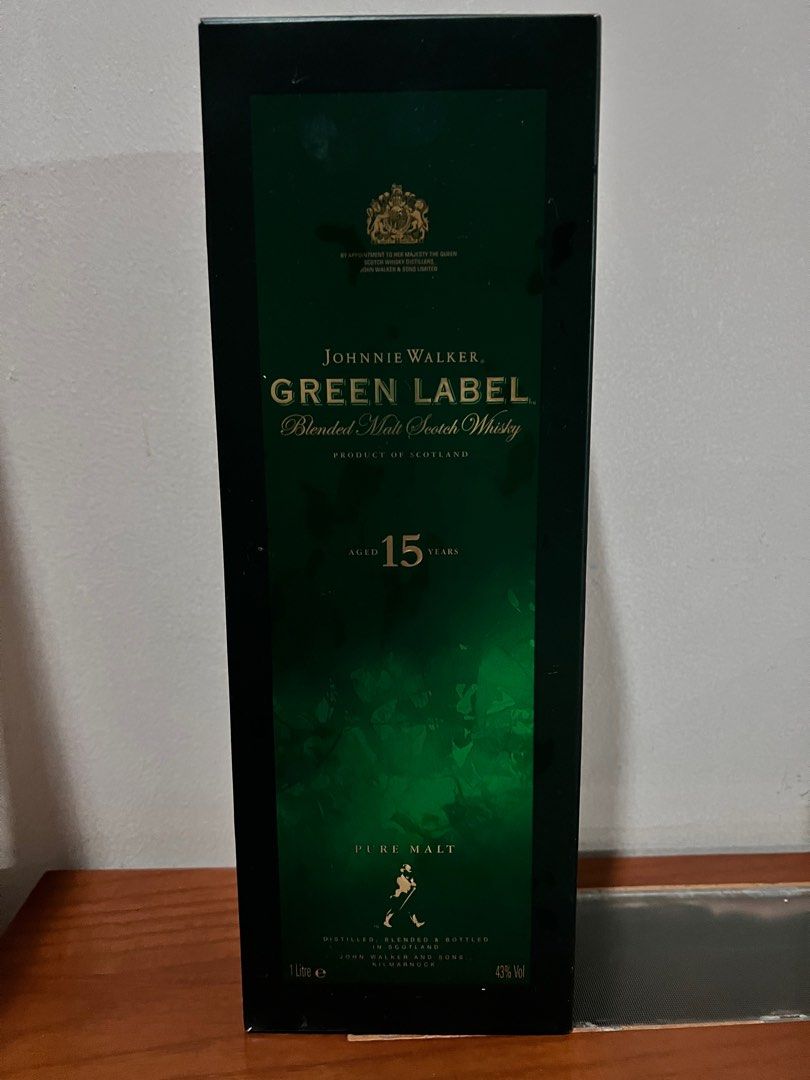 BY APPOINTMENT TO HER MAJESTY THE QUEEN
SCOTCH WHISKY DISTILLERS,
JOHN WALKER & SONS LIMITED
JOHNNIE WALKER®
GREEN LABEL™
Blended Malt Scotch Whisky
PRODUCT OF SCOTLAND
AGED 15 YEARS
PURE MALT
DISTILLED, BLENDED & BOTTLED
IN SCOTLAND
JOHN WALKER AND SONS,
KILMARNOCK
1 Litre ℮ 43% Vol